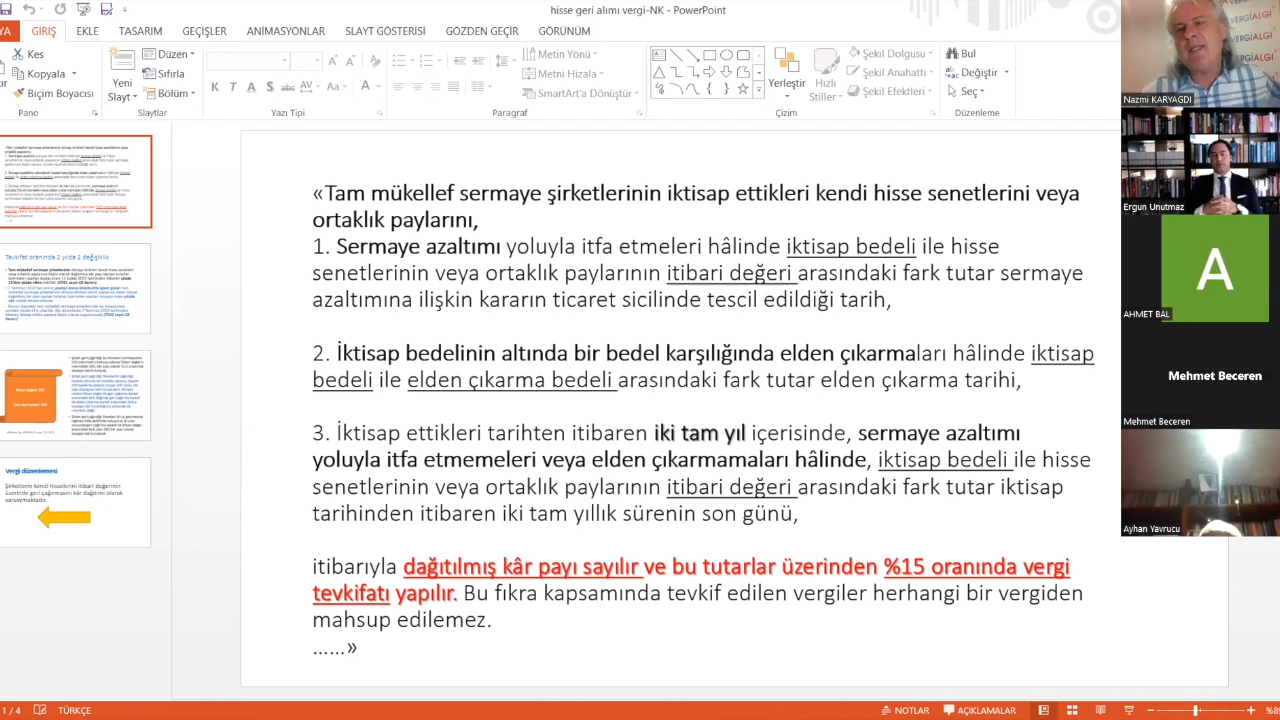 hisse geri alımı vergi-NK - PowerPoint
YA GİRİŞ EKLE TASARIM GEÇİŞLER ANİMASYONLAR SLAYT GÖSTERİSİ GÖZDEN GEÇİR GÖRÜNÜM
Kes
Kopyala
Biçim Boyacısı
Pano
Yeni
Slayt
Düzen
Sıfırla
Bölüm
Slaytlar
K T A S abc AV Aa A
Yazı Tipi
Metin Yönü
Metni Hizala
SmartArt'a Dönüştür
Paragraf
Yerleştir
Hızlı
Stiller
Şekil Dolgusu
Şekil Anahattı
Şekil Efektleri
Çizim
Bul
Değiştir
Seç
Düzenleme
«Tam mükellef sermaye şirketlerinin iktisap ettikleri kendi hisse senetlerini veya
ortaklık paylarını,
1. Sermaye azaltımı yoluyla itfa etmeleri hâlinde iktisap bedeli ile hisse
senetlerinin veya ortaklık paylarının itibari değeri arasındaki fark tutar sermaye
azaltımına ilişkin kararın ticaret sicilinde tescil edildiği tarih,
2. İktisap bedelinin altında bir bedel karşılığında elden çıkarmaları hâlinde iktisap
bedeli ile elden çıkarma bedeli arasındaki fark tutar elden çıkarma tarihi,
3. İktisap ettikleri tarihten itibaren iki tam yıl içerisinde, sermaye azaltımı
yoluyla itfa etmemeleri veya elden çıkarmamaları hâlinde, iktisap bedeli ile hisse
senetlerinin veya ortaklık paylarının itibari değeri arasındaki fark tutar iktisap
tarihinden itibaren iki tam yıllık sürenin son günü,
itibarıyla dağıtılmış kâr payı sayılır ve bu tutarlar üzerinden %15 oranında vergi
tevkifatı yapılır. Bu fıkra kapsamında tevkif edilen vergiler herhangi bir vergiden
mahsup edilemez.
......»
Tevkifat oranında 2 yılda 2 değişiklik
Vergi düzenlemesi
Şirketlerin kendi hisselerini itibari değerinin
üzerinde geri çağırmasını kâr dağıtımı olarak
varsaymaktadır.
VERGİALGI
Nazmi KARYAGDI
Ergun Unutmaz
A
AHMET BAL
Mehmet Beceren
Mehmet Beceren
Ayhan Yavrucu
1 / 4 TÜRKÇE NOTLAR AÇIKLAMALAR